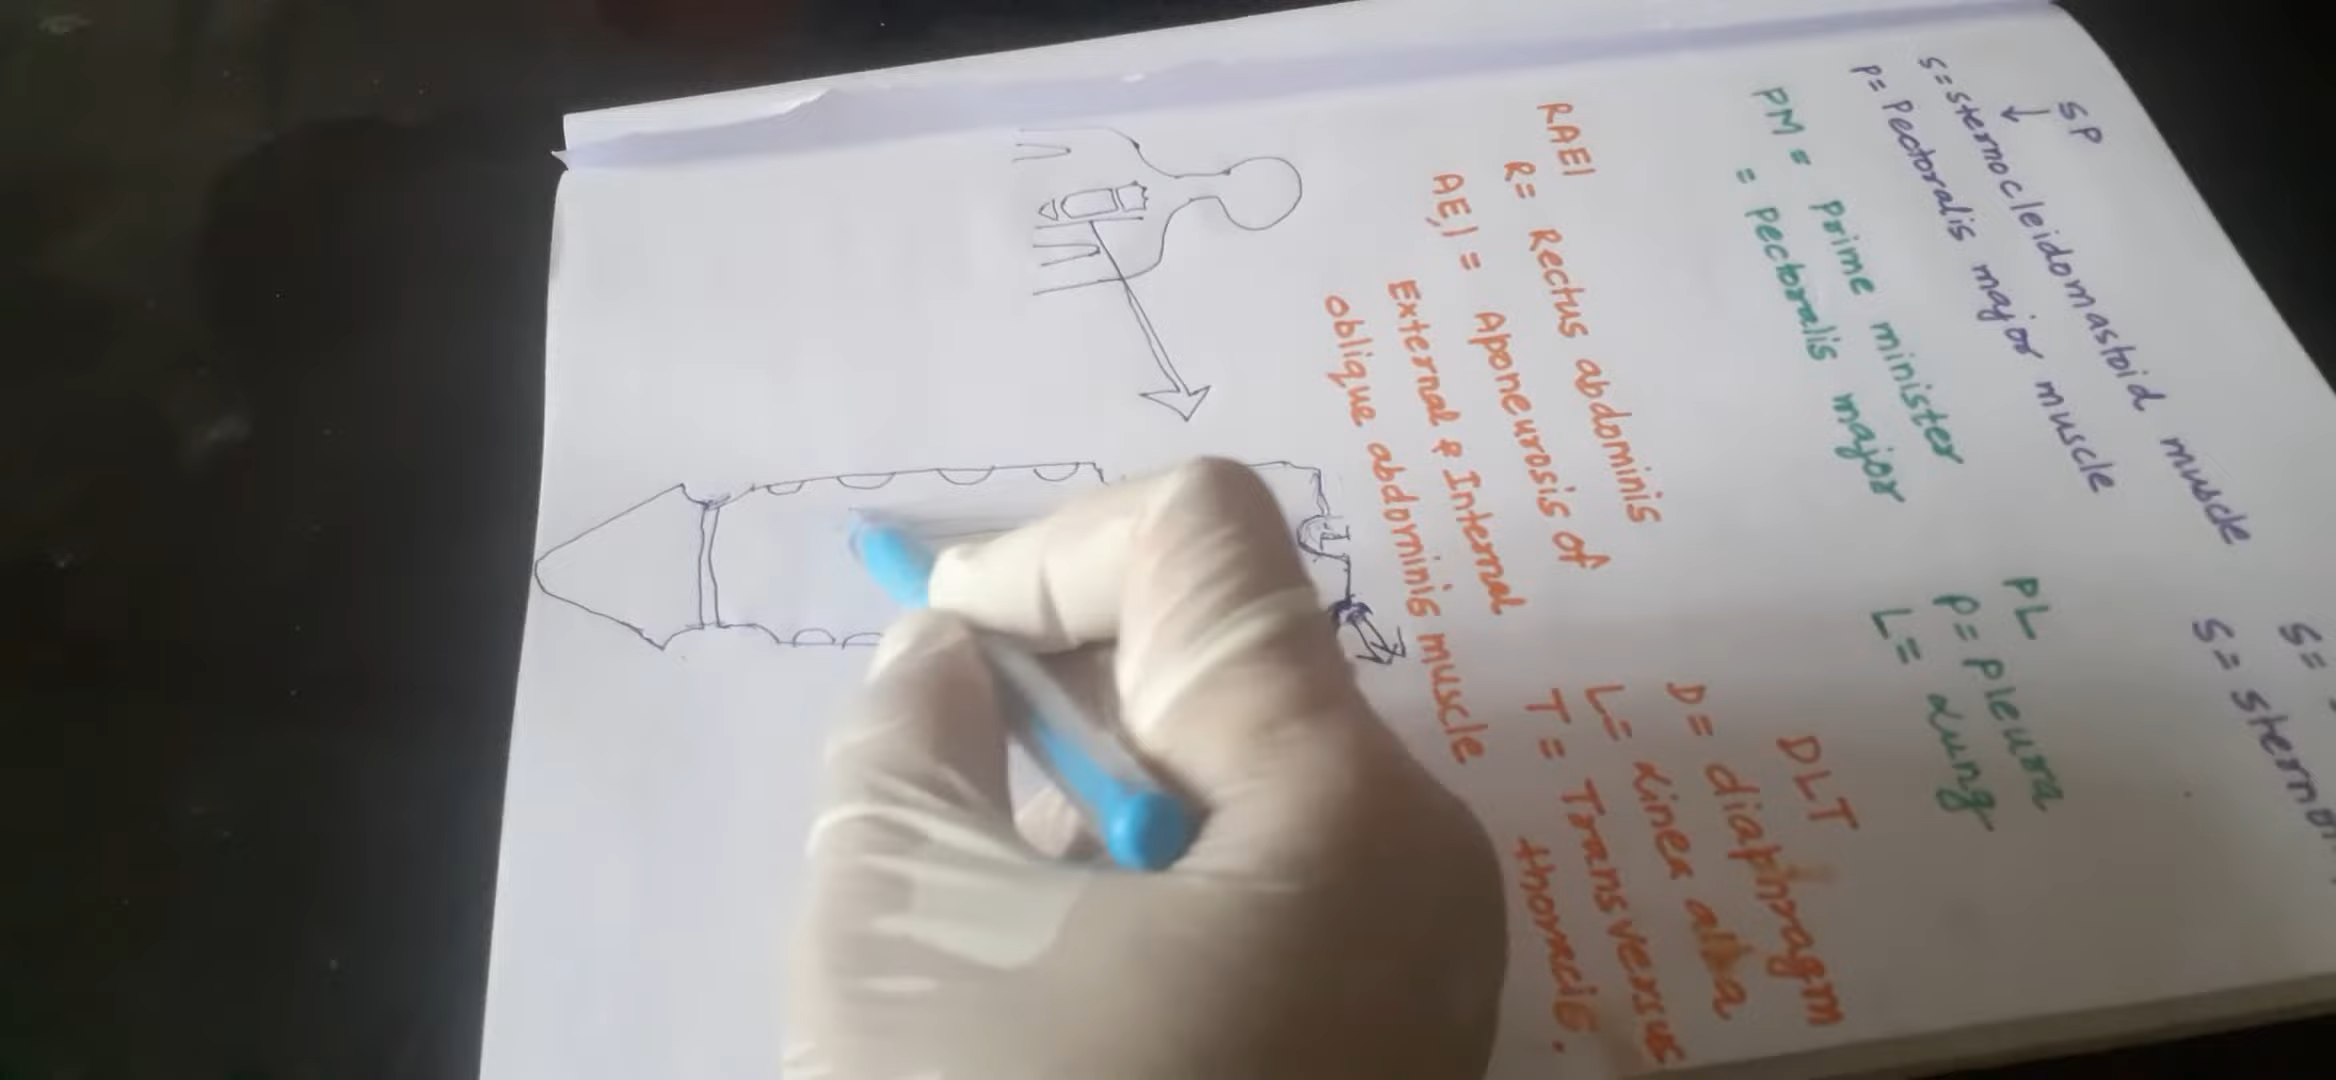 SP
↓
S= sternocleidomastoid muscle
P= Pectoralis major muscle
PM = Prime minister
= Pectoralis major
RAEI
R= Rectus abdominis
AE,I = Aponeurosis of
External & Internal
oblique abdominis muscle
S=
S= sterno
PL
P= pleura
L= Lung
DLT
D= diaphragm
L= Linea alba
T= Transversus
thoracis.